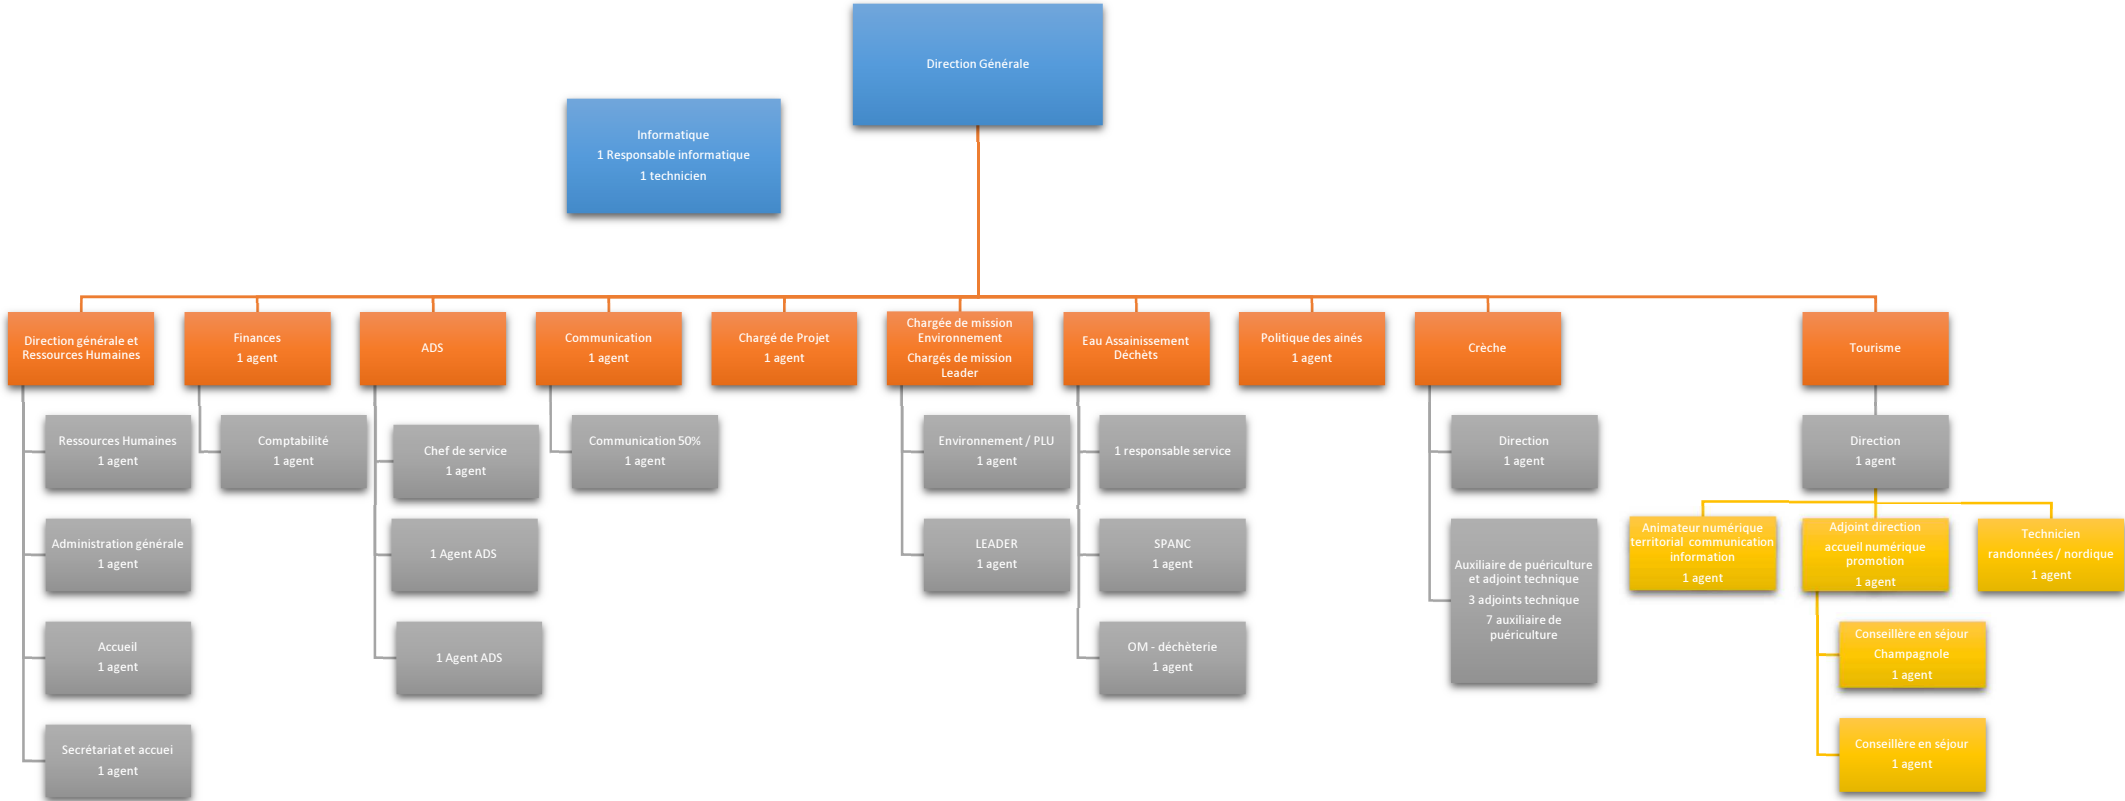 Direction Générale
Informatique
1 Responsable informatique
1 technicien
Direction générale et
Ressources Humaines
Finances
1 agent
ADS
Communication
1 agent
Chargé de Projet
1 agent
Chargée de mission
Environnement
Chargés de mission
Leader
Eau Assainissement
Déchèts
Politique des ainés
1 agent
Crèche
Tourisme
Ressources Humaines
1 agent
Administration générale
1 agent
Accueil
1 agent
Secrétariat et accuei
1 agent
Comptabilité
1 agent
Chef de service
1 agent
1 Agent ADS
1 Agent ADS
Communication 50%
1 agent
Environnement / PLU
1 agent
LEADER
1 agent
1 responsable service
SPANC
1 agent
OM - déchèterie
1 agent
Direction
1 agent
Auxiliaire de puériculture
et adjoint technique
3 adjoints technique
7 auxiliaire de
puériculture
Direction
1 agent
Animateur numérique
territorial communication
information
1 agent
Adjoint direction
accueil numérique
promotion
1 agent
Technicien
randonnées / nordique
1 agent
Conseillère en séjour
Champagnole
1 agent
Conseillère en séjour
1 agent